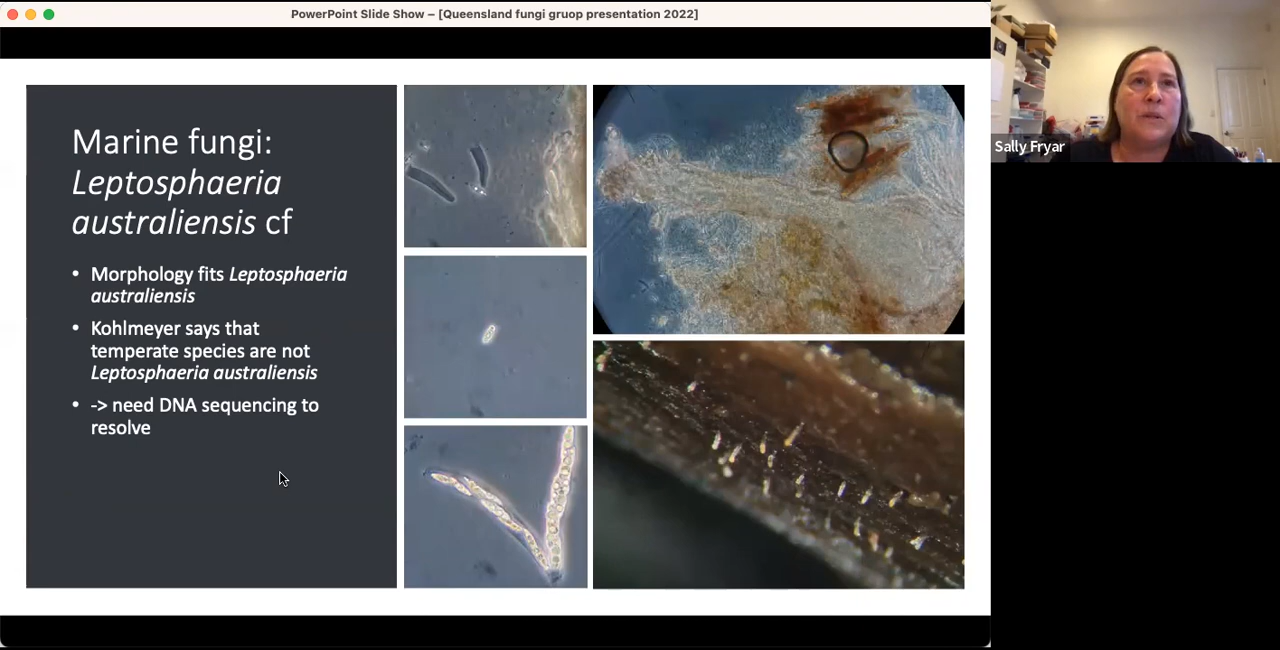 PowerPoint Slide Show – [Queensland fungi gruop presentation 2022]
Marine fungi:
Leptosphaeria
australiensis cf
• Morphology fits Leptosphaeria
australiensis
• Kohlmeyer says that
temperate species are not
Leptosphaeria australiensis
• -> need DNA sequencing to
resolve
Sally Fryar